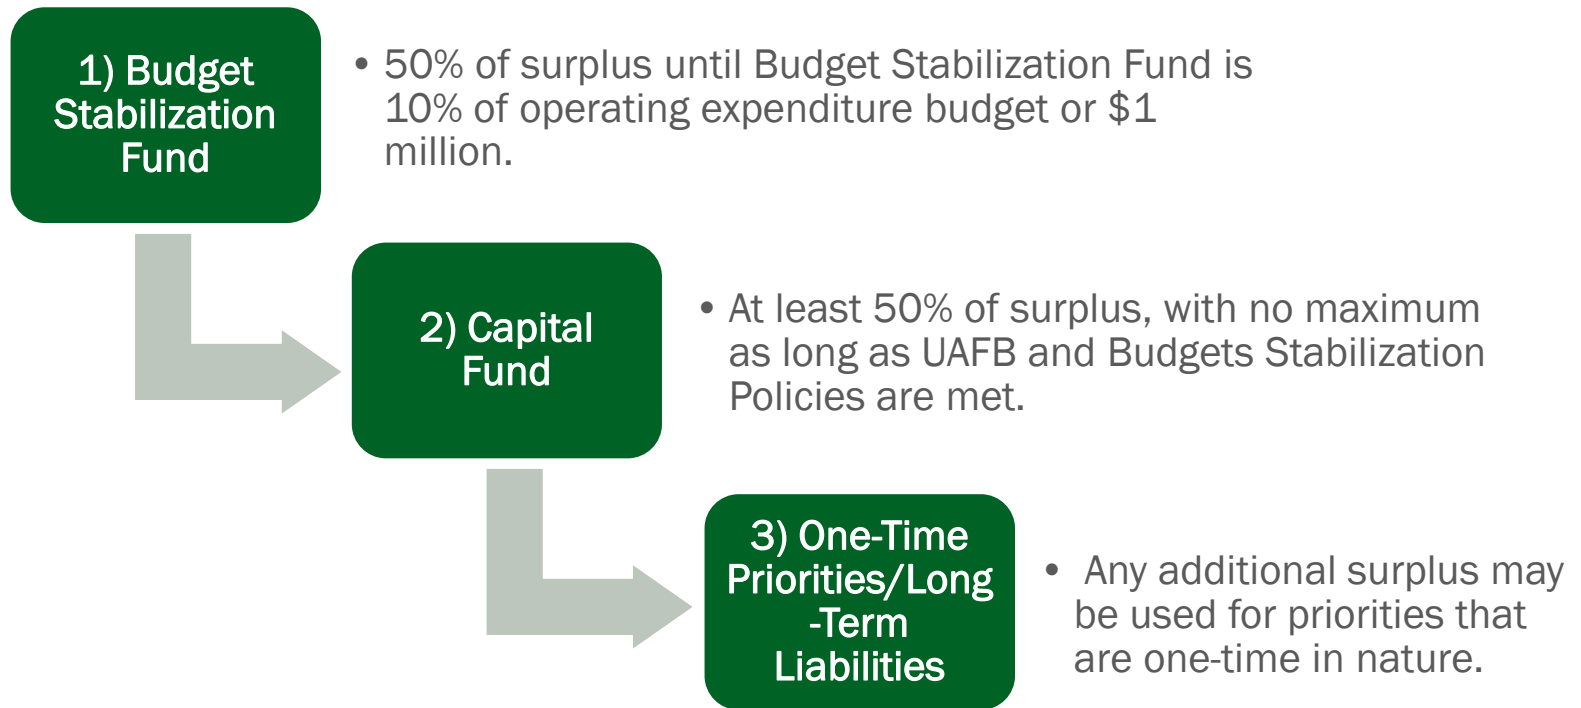 1) Budget
Stabilization
Fund
• 50% of surplus until Budget Stabilization Fund is
10% of operating expenditure budget or $1
million.
2) Capital
Fund
• At least 50% of surplus, with no maximum
as long as UAFB and Budgets Stabilization
Policies are met.
3) One-Time
Priorities/Long
-Term
Liabilities
• Any additional surplus may
be used for priorities that
are one-time in nature.